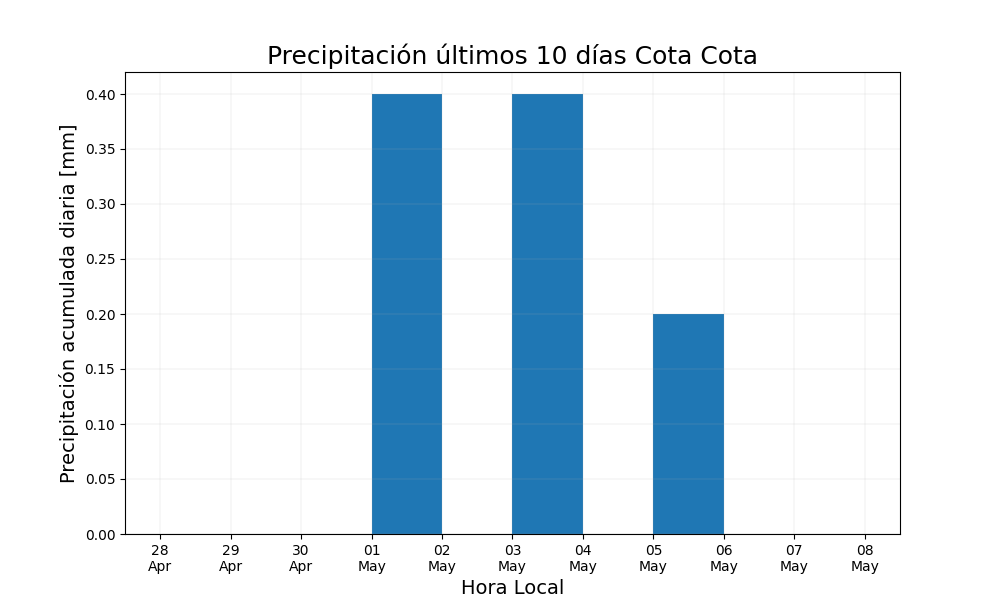 Precipitación últimos 10 días Cota Cota
Precipitación acumulada diaria [mm]
0.40
0.35
0.30
0.25
0.20
0.15
0.10
0.05
0.00
28 29 30 01 02 03 04 05 06 07 08
Apr Apr Apr May May May May May May May May
Hora Local